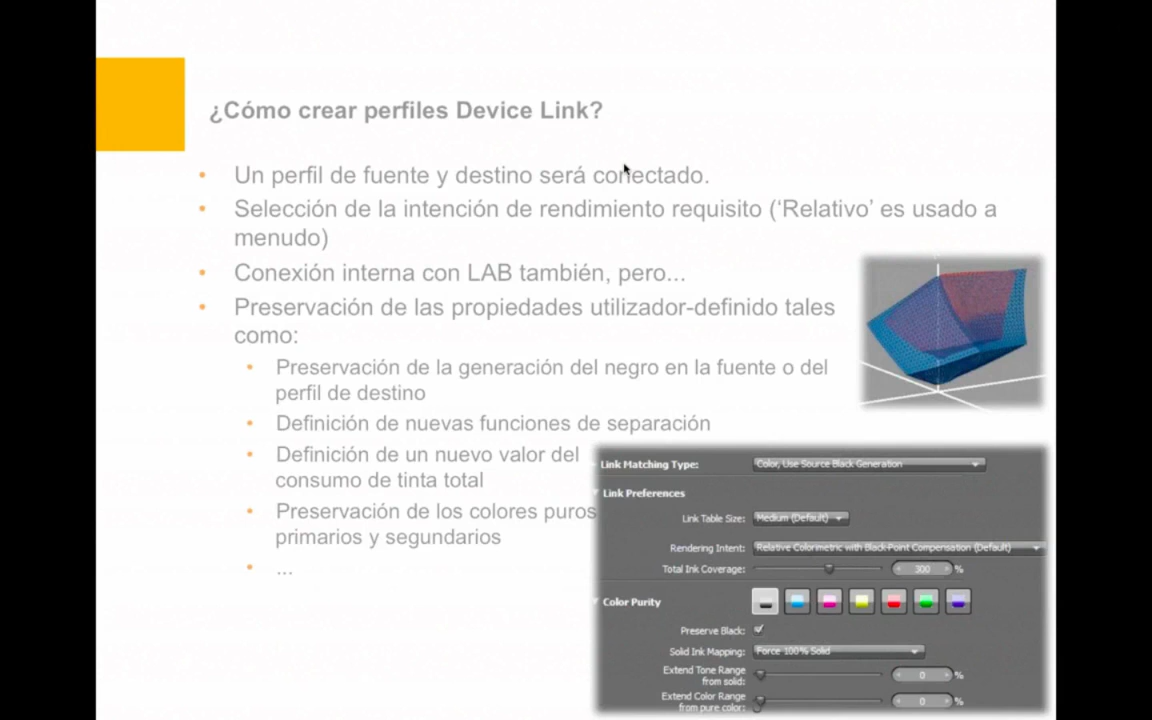 ¿Cómo crear perfiles Device Link?
• Un perfil de fuente y destino será conectado.
• Selección de la intención de rendimiento requisito (‘Relativo’ es usado a
menudo)
• Conexión interna con LAB también, pero...
• Preservación de las propiedades utilizador-definido tales
como:
• Preservación de la generación del negro en la fuente o del
perfil de destino
• Definición de nuevas funciones de separación
• Definición de un nuevo valor del
consumo de tinta total
• Preservación de los colores puros
primarios y segundarios
• ...
Link Matching Type: Color, Use Source Black Generation
Link Preferences
Link Table Size: Medium (Default)
Rendering Intent: Relative Colorimetric with Black Point Compensation (Default)
Total Ink Coverage: 300 %
Color Purity
Preserve Black:
Solid Ink Mapping: Force 100% Solid
Extend Tone Range
from solid: 0 %
Extend Color Range
from pure color: 0 %